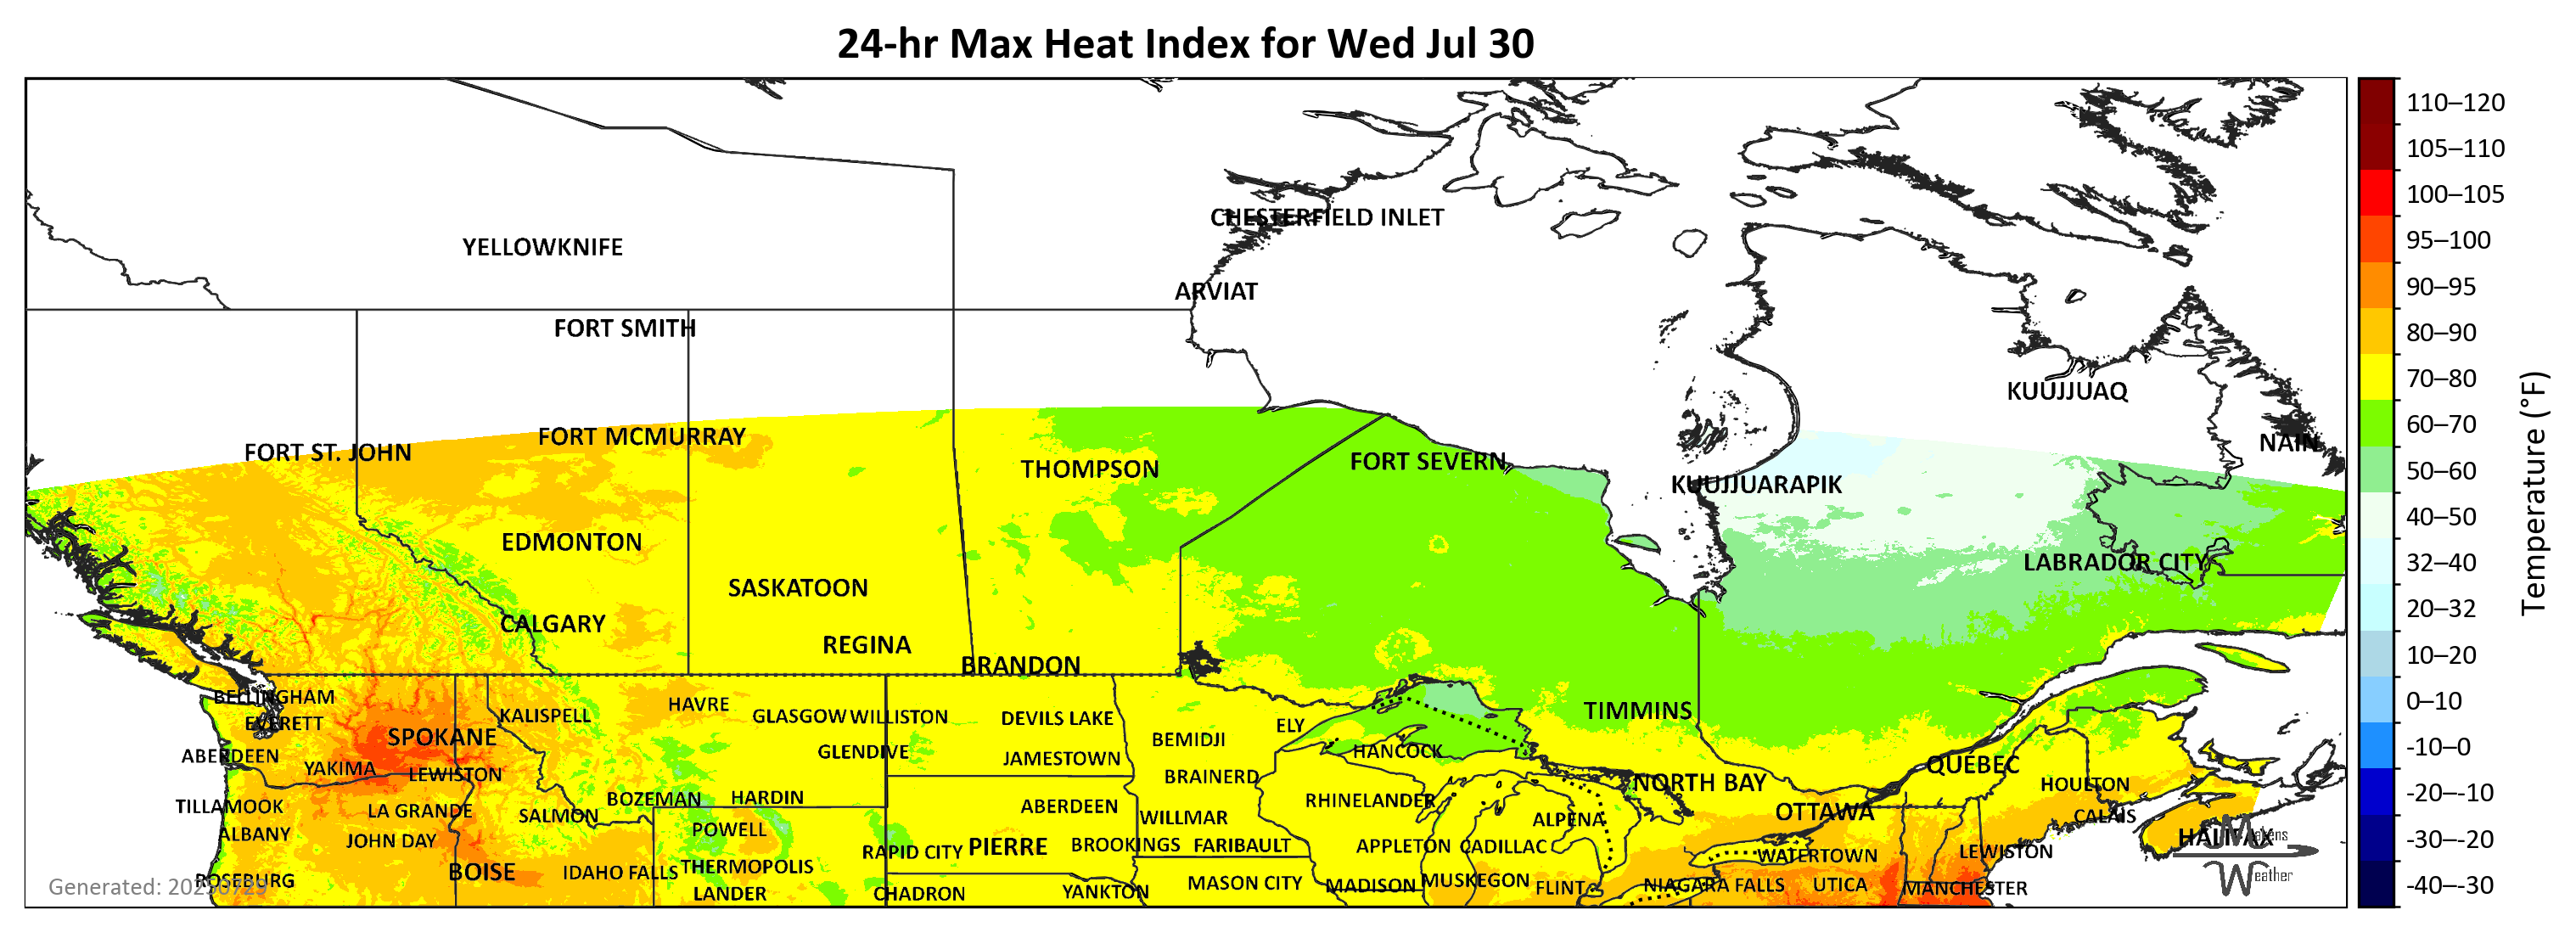 24-hr Max Heat Index for Wed Jul 30
110–120
105–110
100–105
95–100
90–95
80–90
70–80
60–70
50–60
40–50
32–40
20–32
10–20
0–10
-10–0
-20–-10
-30–-20
-40–-30
Temperature (°F)
CHESTERFIELD INLET
YELLOWKNIFE
ARVIAT
FORT SMITH
KUUJJUAQ
FORT MCMURRAY
NAIN
FORT ST. JOHN
FORT SEVERN
THOMPSON
KUUJJUARAPIK
EDMONTON
LABRADOR CITY
SASKATOON
CALGARY
REGINA
BRANDON
BELLINGHAM
HAVRE
TIMMINS
KALISPELL
GLASGOW
WILLISTON
DEVILS LAKE
EVERETT
ELY
SPOKANE
BEMIDJI
GLENDIVE
HANCOCK
ABERDEEN
JAMESTOWN
QUÉBEC
YAKIMA
LEWISTON
BRAINERD
NORTH BAY
HOULTON
BOZEMAN
HARDIN
RHINELANDER
TILLAMOOK
ABERDEEN
LA GRANDE
OTTAWA
SALMON
WILLMAR
CALAIS
ALPENA
POWELL
ALBANY
HALIFAX
JOHN DAY
PIERRE
BROOKINGS
FARIBAULT
APPLETON
CADILLAC
RAPID CITY
LEWISTON
WATERTOWN
THERMOPOLIS
BOISE
IDAHO FALLS
ROSEBURG
MUSKEGON
MASON CITY
MADISON
NIAGARA FALLS
UTICA
FLINT
MANCHESTER
LANDER
CHADRON
YANKTON
Generated: 20250729
Weather